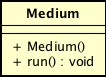 Medium
+ Medium()
+ run() : void